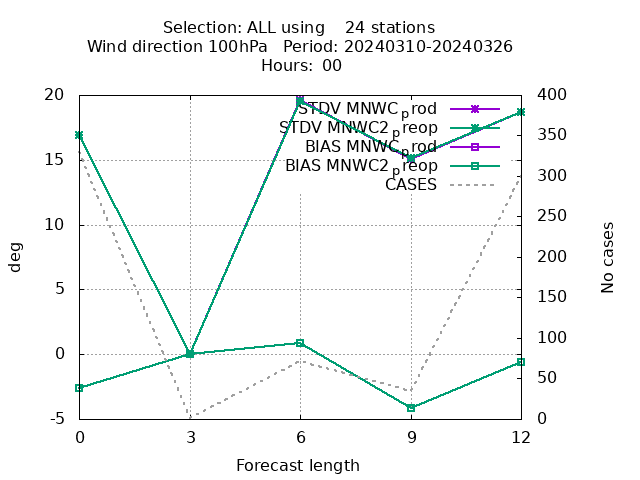 Selection: ALL using    24 stations
Wind direction 100hPa   Period: 20240310-20240326
Hours:  00
STDV MNWC_prod
STDV MNWC2_preop
BIAS MNWC_prod
BIAS MNWC2_preop
CASES
20
15
10
5
0
-5
deg
400
350
300
250
200
150
100
50
0
No cases
0 3 6 9 12
Forecast length